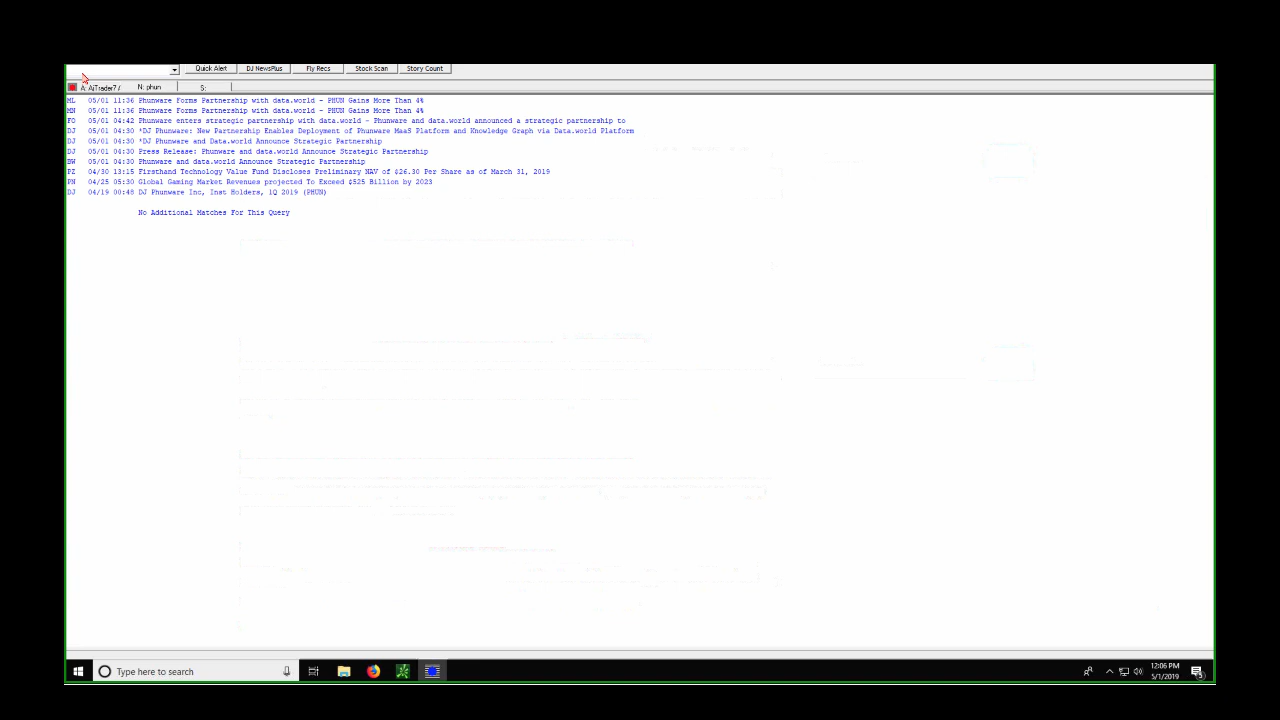 Quick Alert DJ NewsPlus Fly Recs Stock Scan Story Count
A: AiTrader7 / N: phun S:
ML 05/01 11:36 Phunware Forms Partnership with data.world - PHUN Gains More Than 4%
MN 05/01 11:36 Phunware Forms Partnership with data.world - PHUN Gains More Than 4%
FO 05/01 04:42 Phunware enters strategic partnership with data.world - Phunware and data.world announced a strategic partnership to
DJ 05/01 04:30 *DJ Phunware: New Partnership Enables Deployment of Phunware MaaS Platform and Knowledge Graph via Data.world Platform
DJ 05/01 04:30 *DJ Phunware and Data.world Announce Strategic Partnership
DJ 05/01 04:30 Press Release: Phunware and data.world Announce Strategic Partnership
BW 05/01 04:30 Phunware and data.world Announce Strategic Partnership
PZ 04/30 13:15 Firsthand Technology Value Fund Discloses Preliminary NAV of $26.30 Per Share as of March 31, 2019
PN 04/25 05:30 Global Gaming Market Revenues projected To Exceed $525 Billion by 2023
DJ 04/19 00:48 DJ Phunware Inc, Inst Holders, 1Q 2019 (PHUN)
No Additional Matches For This Query
Type here to search
12:06 PM
5/1/2019